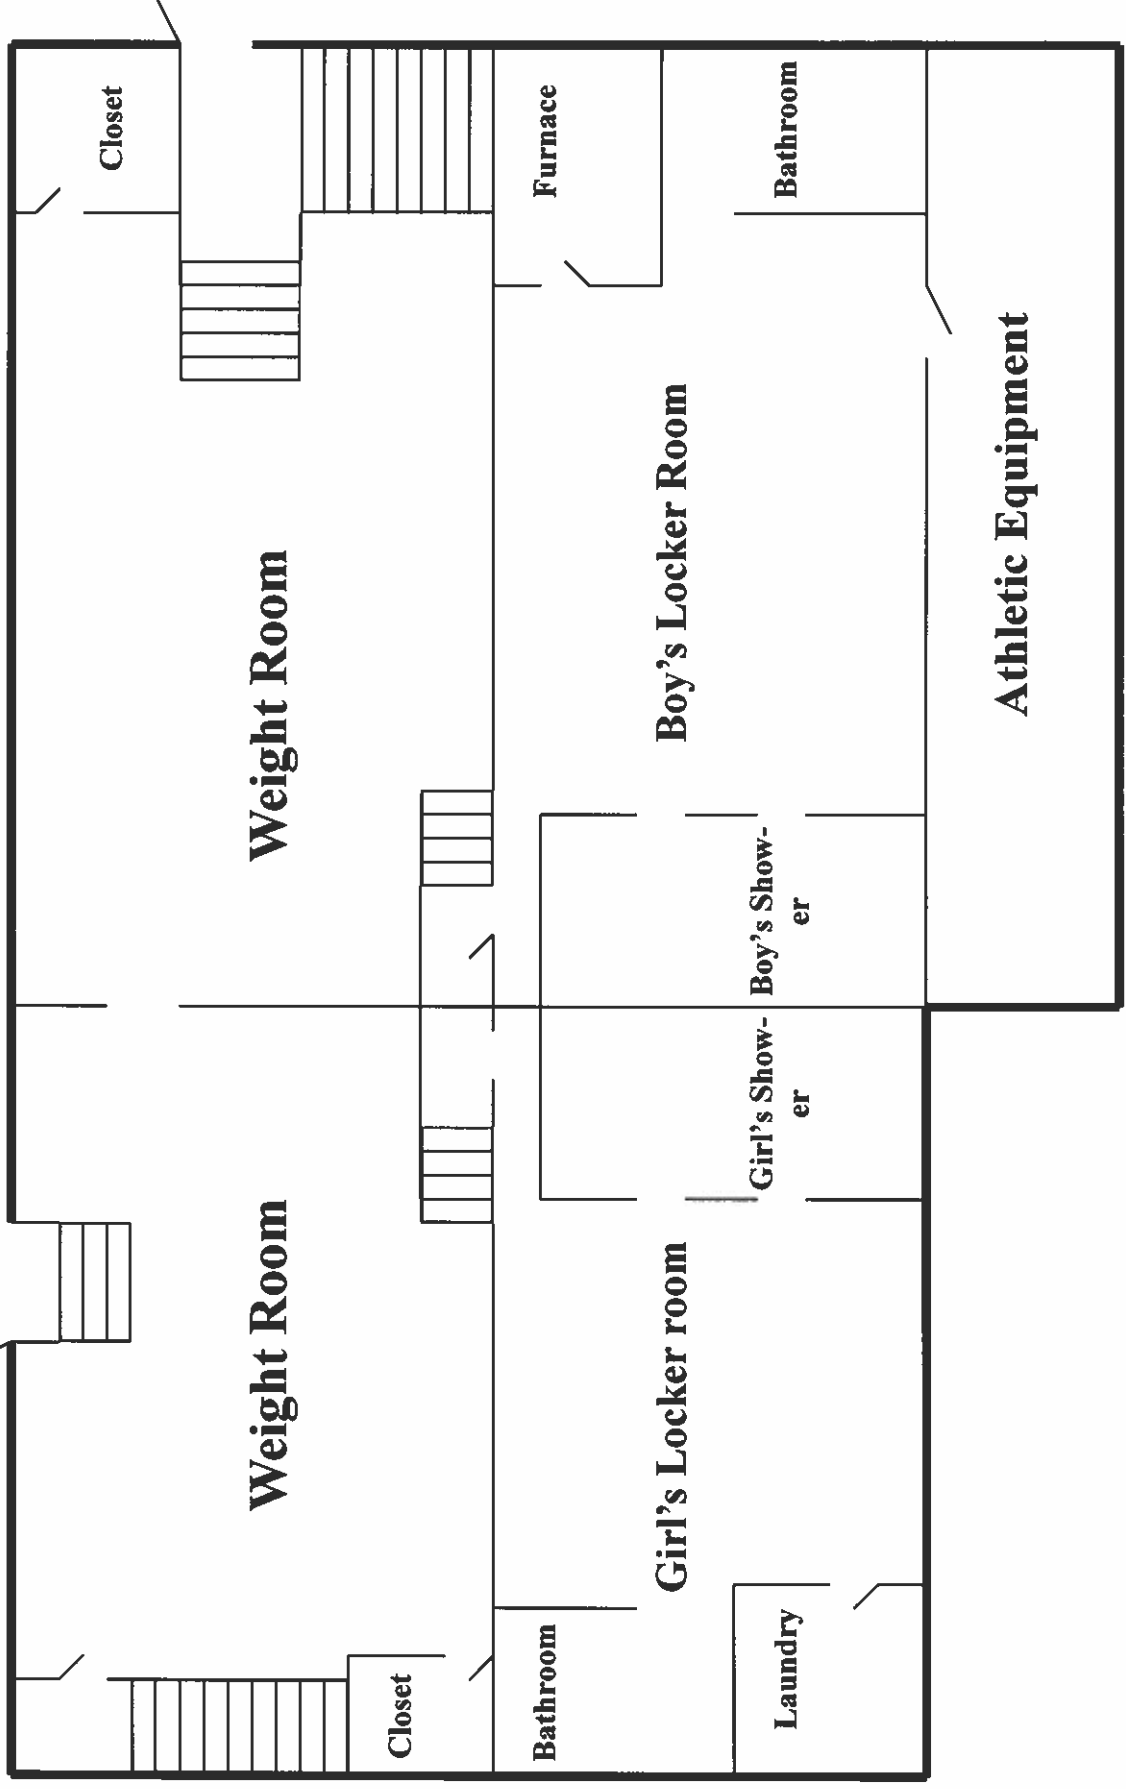 Closet
Weight Room
Weight Room
Closet
Furnace
Bathroom
Boy's Locker Room
Boy's Show-
er
Girl's Show-
er
Girl's Locker room
Bathroom
Laundry
Athletic Equipment